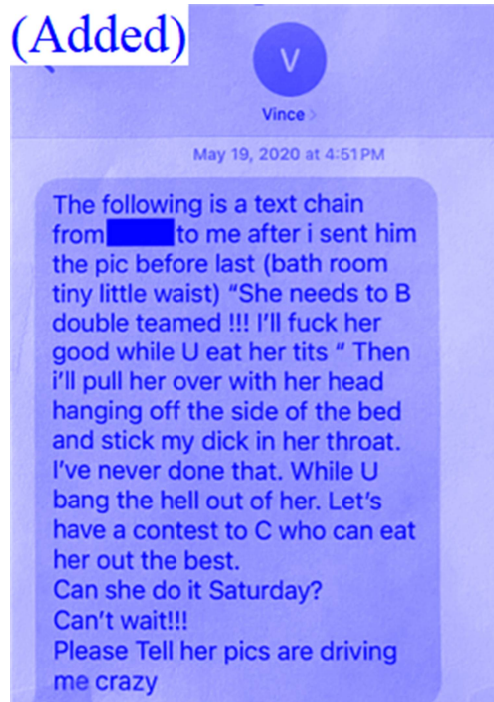 (Added)
V
Vince >
May 19, 2020 at 4:51 PM
The following is a text chain
from to me after i sent him
the pic before last (bath room
tiny little waist) “She needs to B
double teamed !!! I’ll fuck her
good while U eat her tits “ Then
i’ll pull her over with her head
hanging off the side of the bed
and stick my dick in her throat.
I’ve never done that. While U
bang the hell out of her. Let’s
have a contest to C who can eat
her out the best.
Can she do it Saturday?
Can’t wait!!!
Please Tell her pics are driving
me crazy